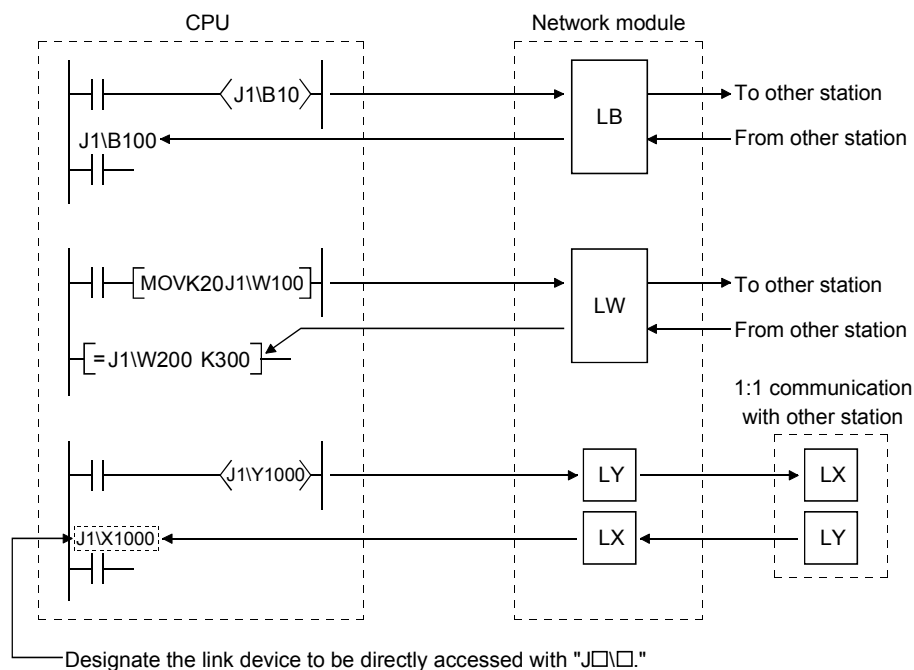 CPU
Network module
J1\B10
LB
To other station
J1\B100
From other station
MOVK20J1\W100
LW
To other station
From other station
= J1\W200 K300
1:1 communication
with other station
J1\Y1000
LY
LX
J1\X1000
LX
LY
Designate the link device to be directly accessed with "J□\□."